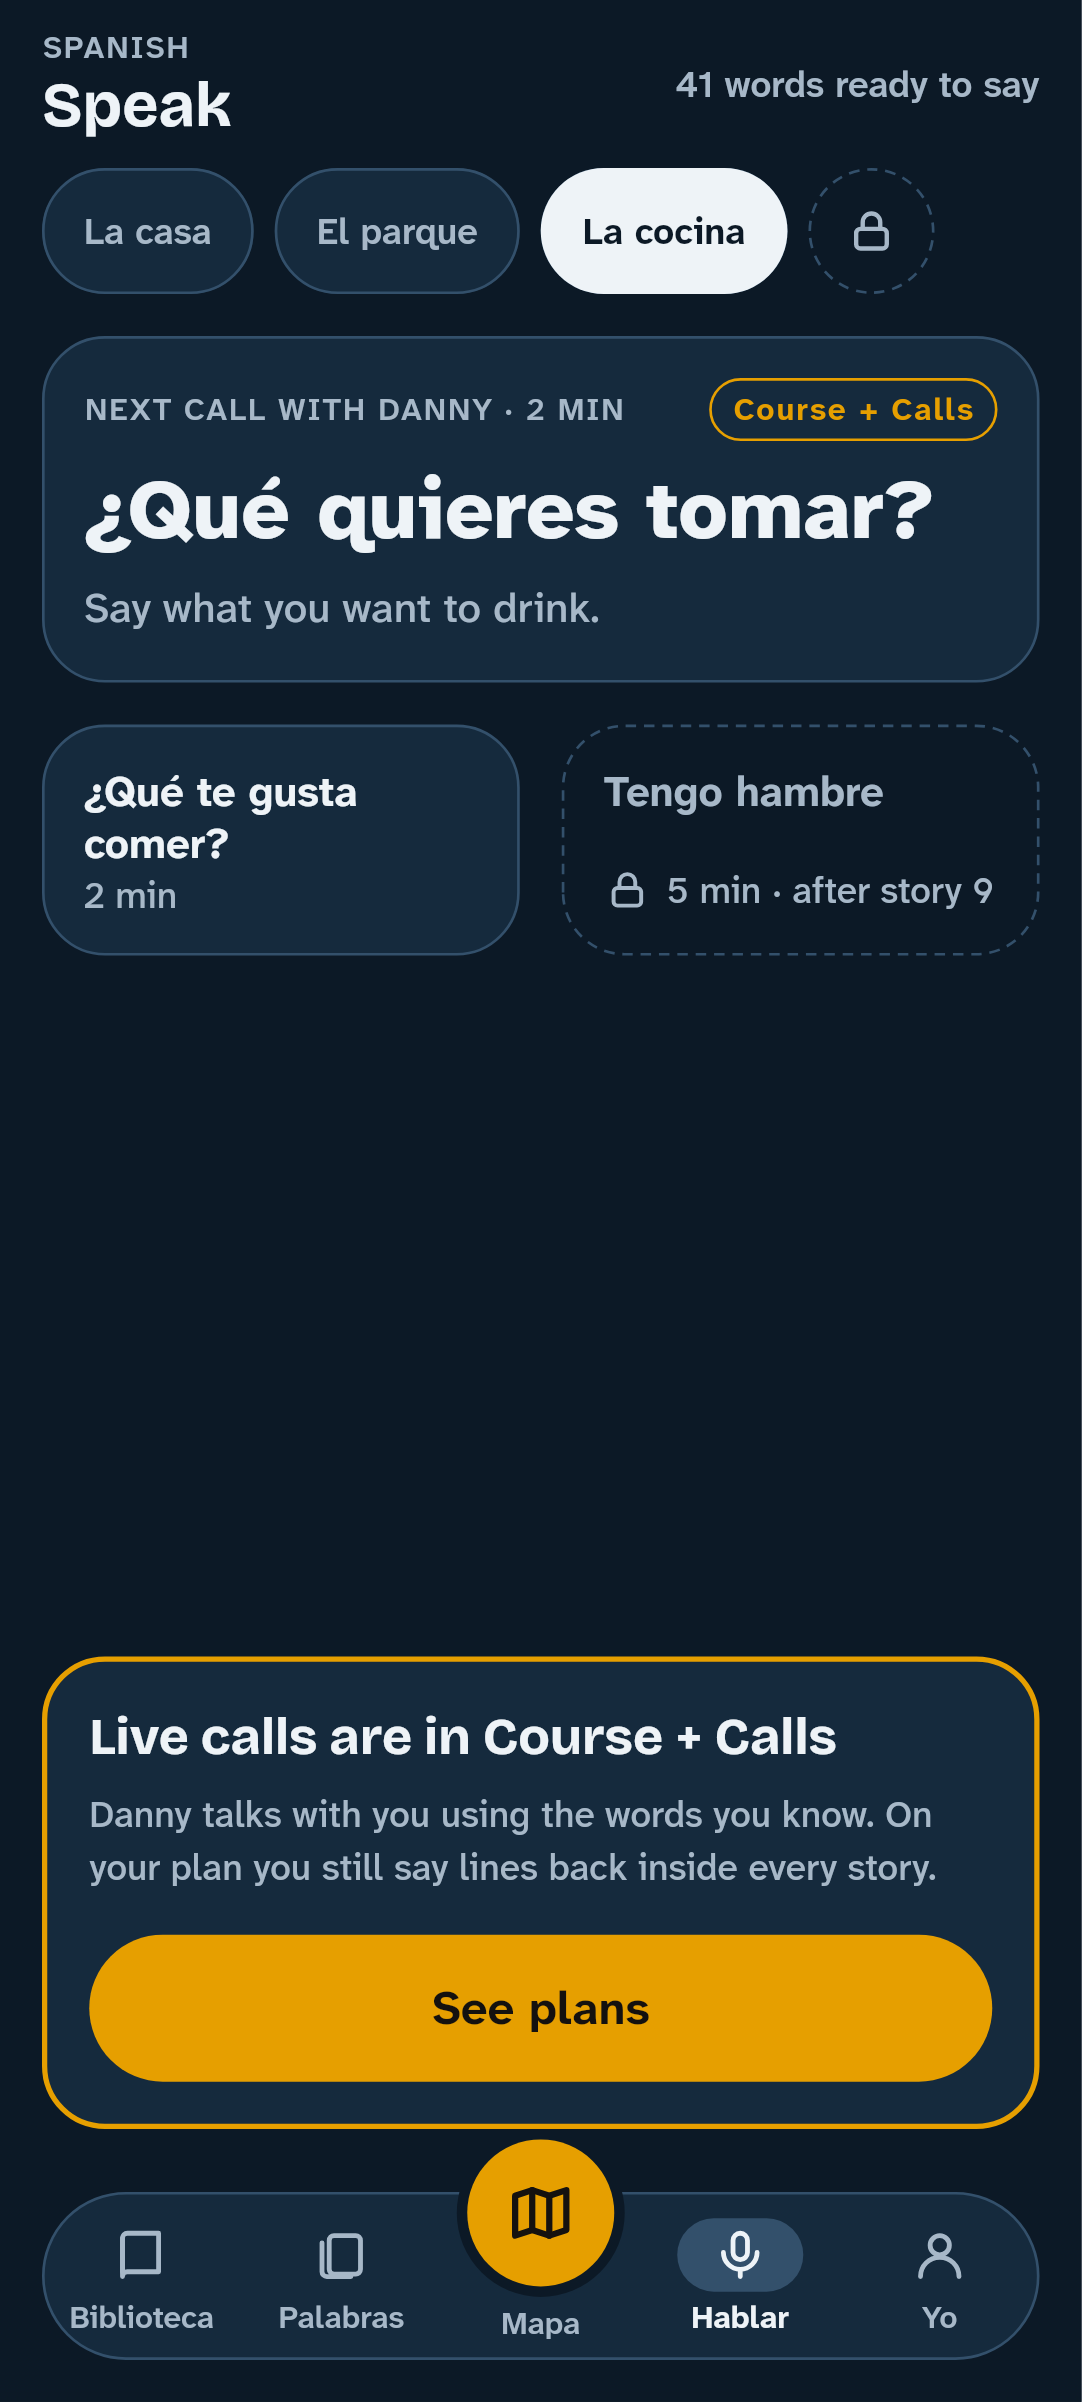 SPANISH
Speak
41 words ready to say
La casa
El parque
La cocina
NEXT CALL WITH DANNY · 2 MIN
Course + Calls
¿Qué quieres tomar?
Say what you want to drink.
¿Qué te gusta
comer?
2 min
Tengo hambre
5 min · after story 9
Live calls are in Course + Calls
Danny talks with you using the words you know. On
your plan you still say lines back inside every story.
See plans
Biblioteca
Palabras
Mapa
Hablar
Yo